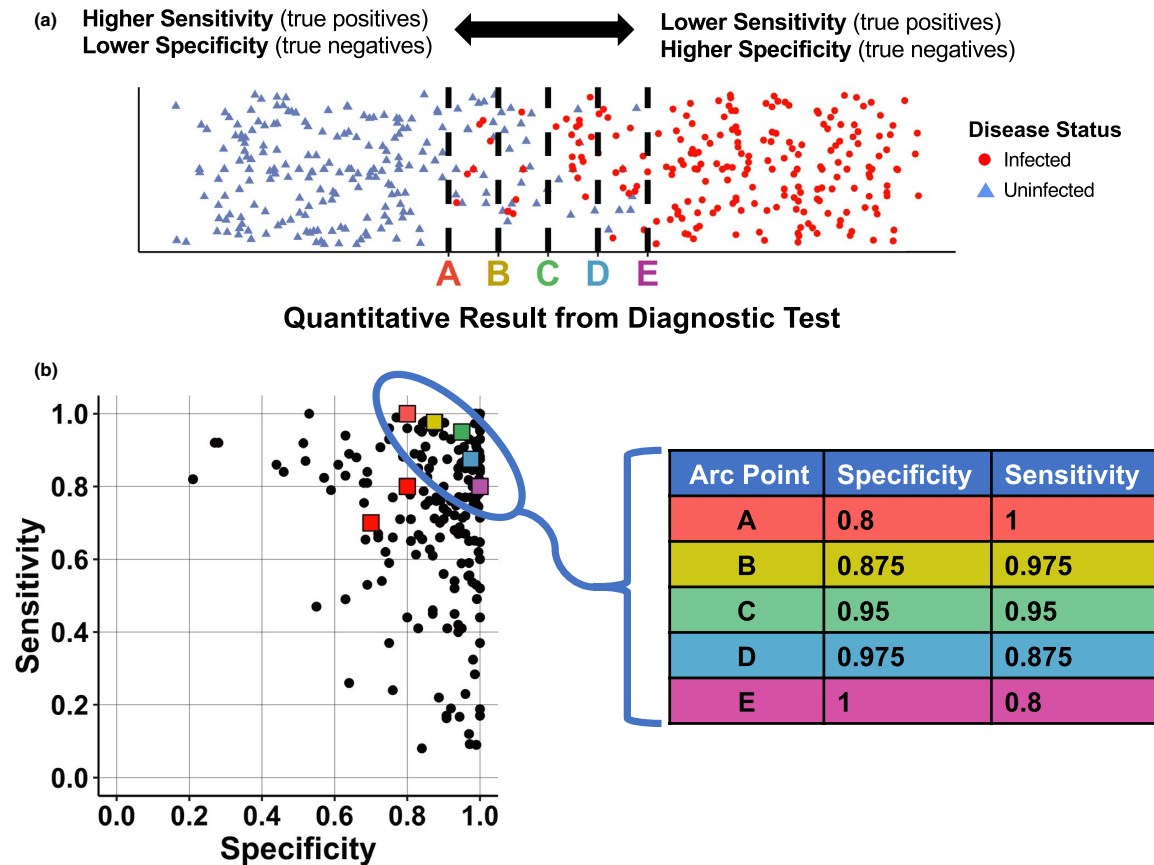 (a)
Higher Sensitivity (true positives)
Lower Specificity (true negatives)
Lower Sensitivity (true positives)
Higher Specificity (true negatives)
Disease Status
Infected
Uninfected
A B C D E
Quantitative Result from Diagnostic Test
(b)
Sensitivity
1.0
0.8
0.6
0.4
0.2
0.0
0.0 0.2 0.4 0.6 0.8 1.0
Specificity
Arc Point Specificity Sensitivity
A 0.8 1
B 0.875 0.975
C 0.95 0.95
D 0.975 0.875
E 1 0.8